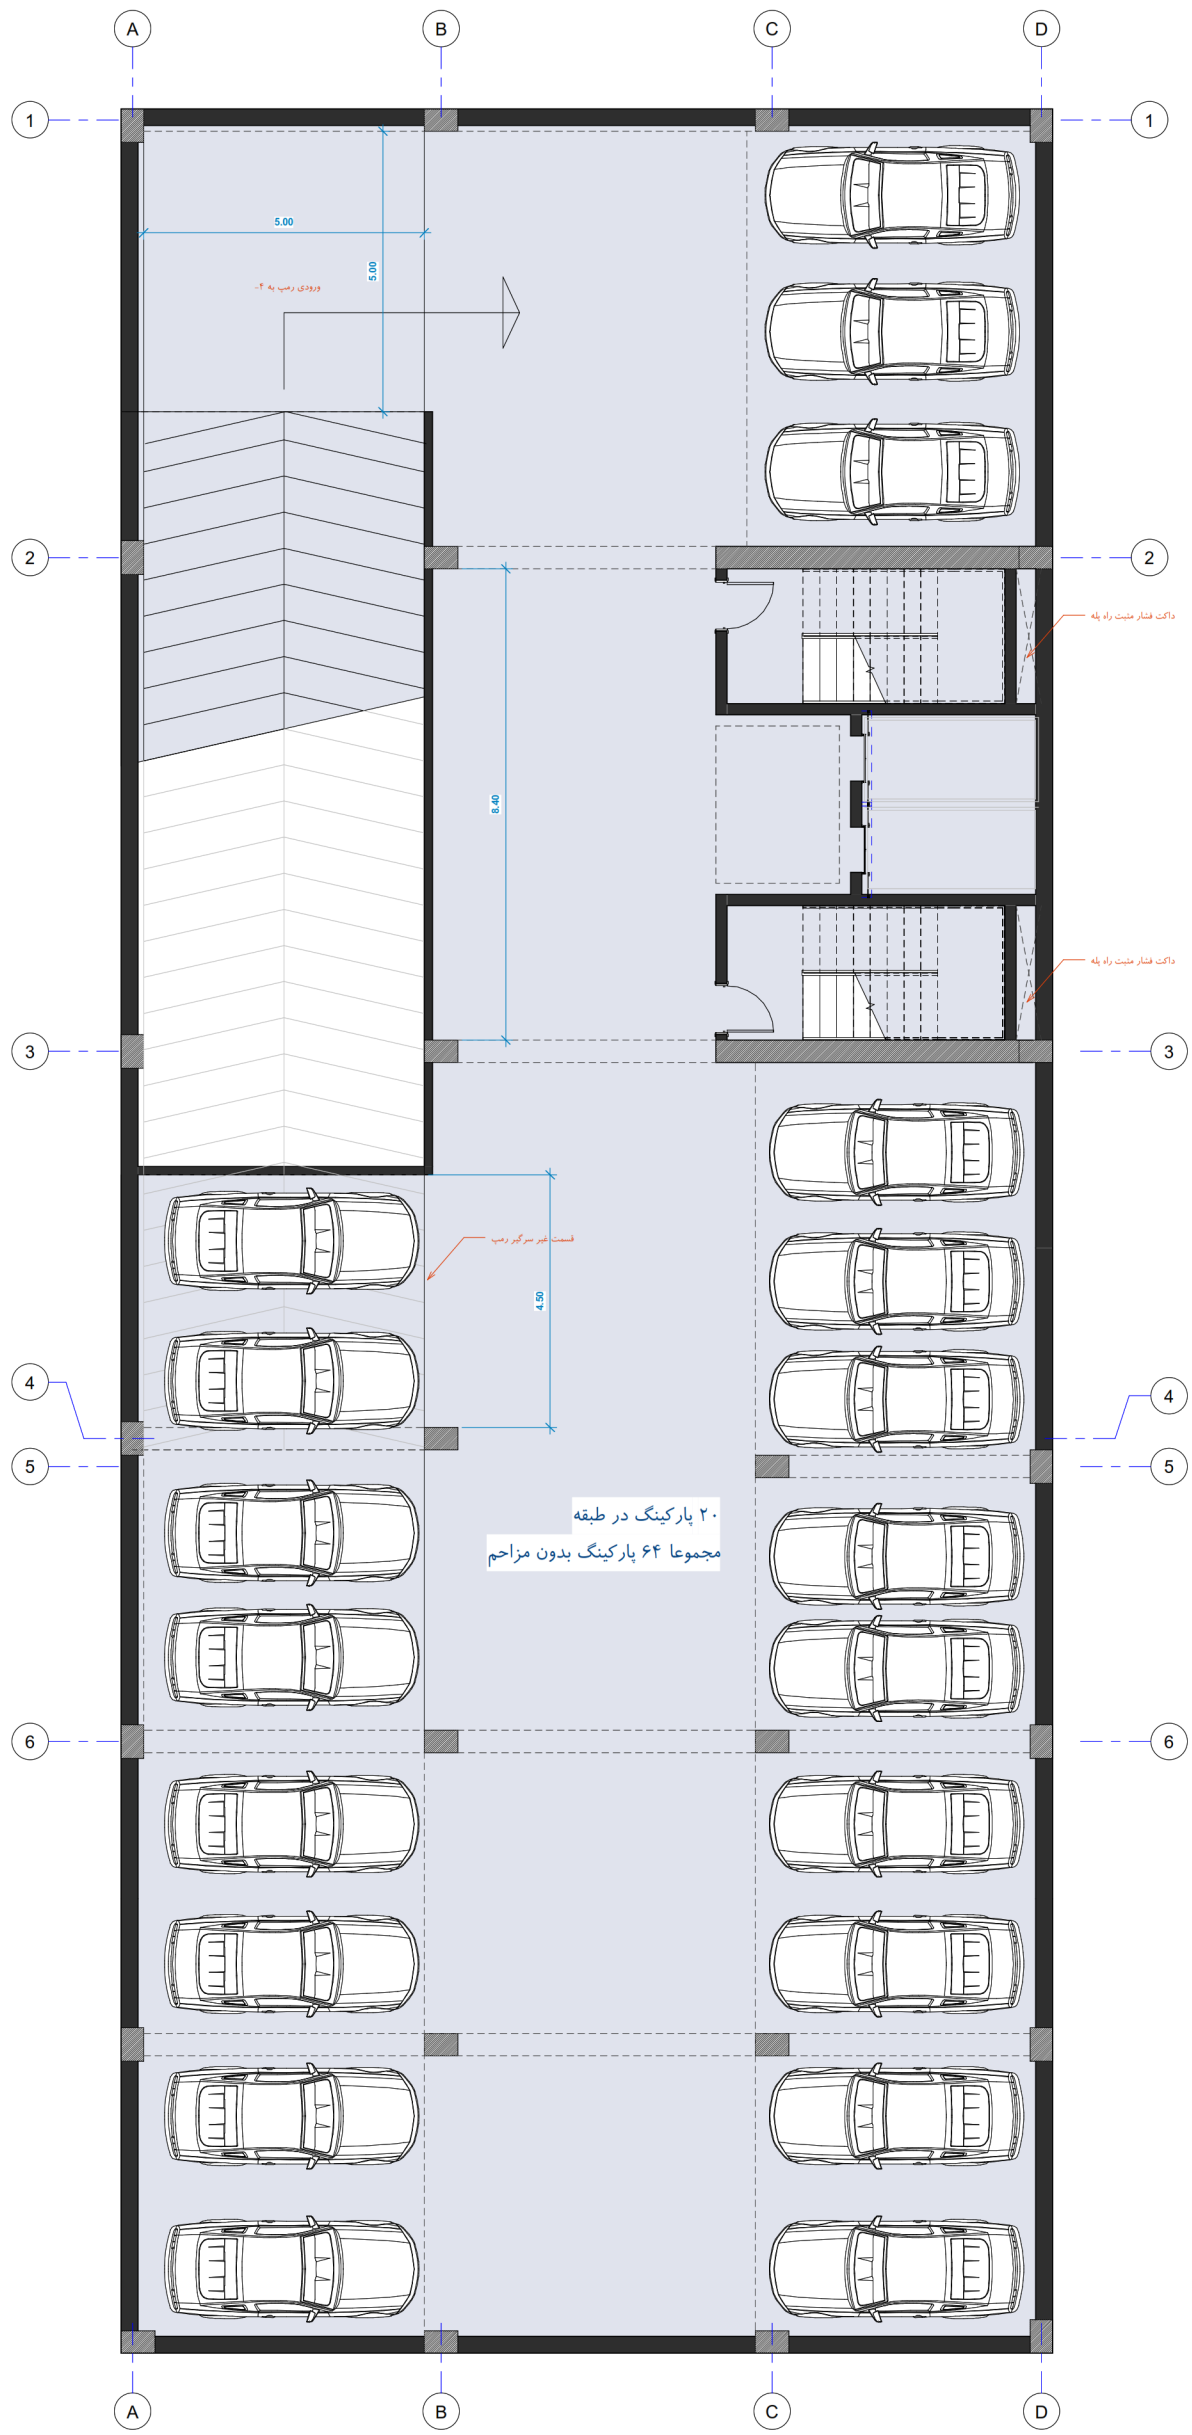 A B C D
1 1
5.00
5.00
ورودی رمپ به ۴-
2 2
داکت فشار مثبت راه پله
8.40
داکت فشار مثبت راه پله
3 3
قسمت غیر سرگیر رمپ
4.50
4 4
5 5
۲۰ پارکینگ در طبقه
مجموعا ۶۴ پارکینگ بدون مزاحم
6 6
A B C D